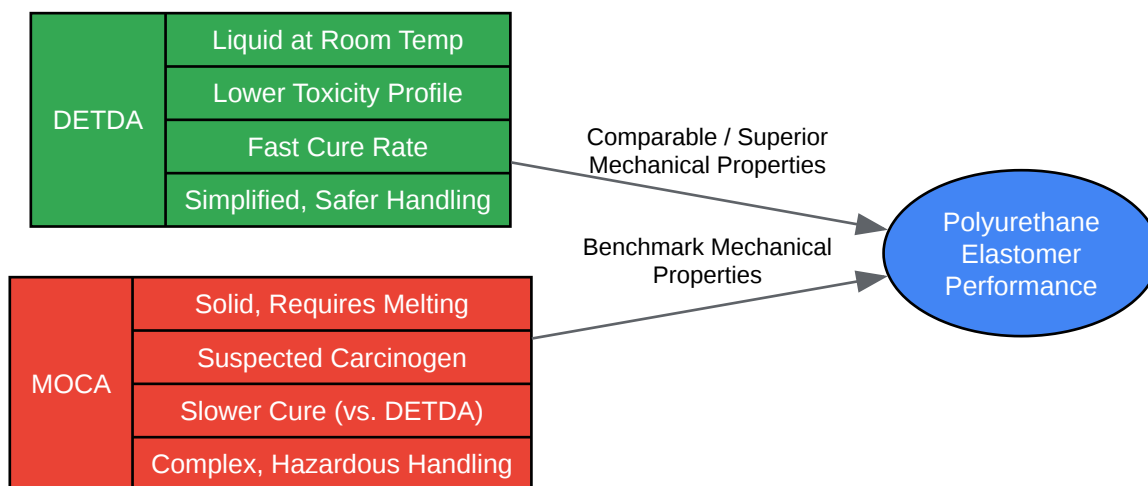 DETDA
Liquid at Room Temp
Lower Toxicity Profile
Fast Cure Rate
Simplified, Safer Handling
Comparable / Superior
Mechanical Properties
Benchmark Mechanical
Properties
Polyurethane
Elastomer
Performance
MOCA
Solid, Requires Melting
Suspected Carcinogen
Slower Cure (vs. DETDA)
Complex, Hazardous Handling